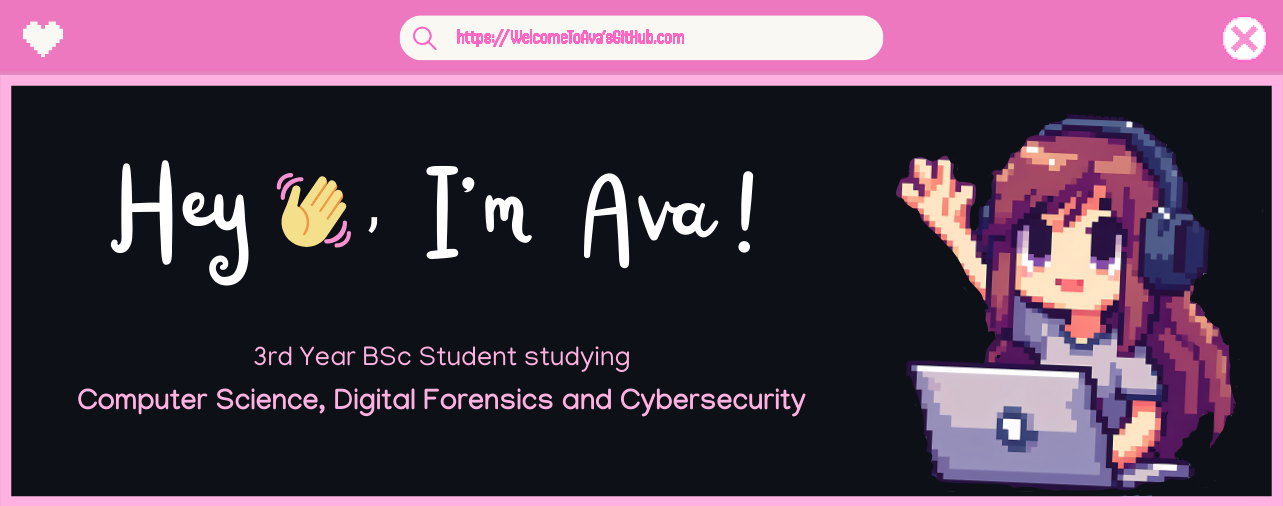 https://WelcomeToAva'sGitHub.com
Hey 👋, I'm Ava!
3rd Year BSc Student studying
Computer Science, Digital Forensics and Cybersecurity